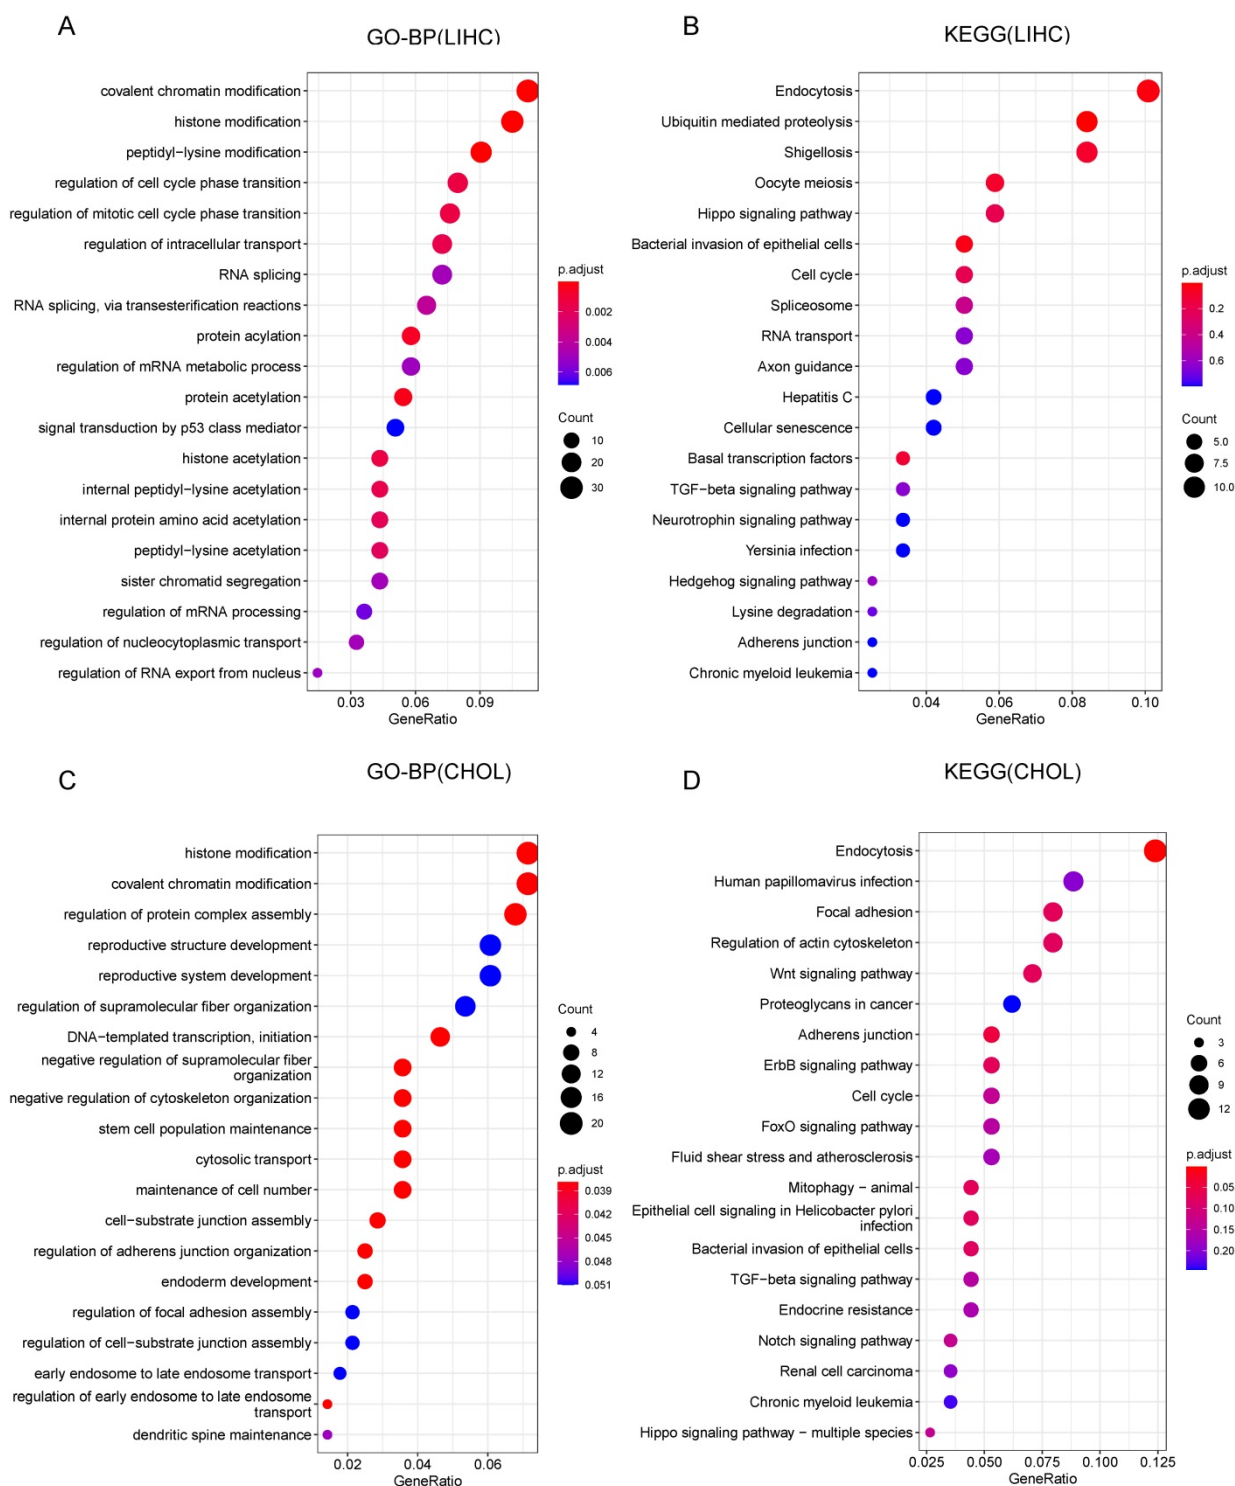 A
GO-BP(LIHC)
covalent chromatin modification
histone modification
peptidyl−lysine modification
regulation of cell cycle phase transition
regulation of mitotic cell cycle phase transition
regulation of intracellular transport
RNA splicing
RNA splicing, via transesterification reactions
protein acylation
regulation of mRNA metabolic process
protein acetylation
signal transduction by p53 class mediator
histone acetylation
internal peptidyl−lysine acetylation
internal protein amino acid acetylation
peptidyl−lysine acetylation
sister chromatid segregation
regulation of mRNA processing
regulation of nucleocytoplasmic transport
regulation of RNA export from nucleus
0.03 0.06 0.09
GeneRatio
p.adjust
0.002
0.004
0.006
Count
10
20
30
B
KEGG(LIHC)
Endocytosis
Ubiquitin mediated proteolysis
Shigellosis
Oocyte meiosis
Hippo signaling pathway
Bacterial invasion of epithelial cells
Cell cycle
Spliceosome
RNA transport
Axon guidance
Hepatitis C
Cellular senescence
Basal transcription factors
TGF−beta signaling pathway
Neurotrophin signaling pathway
Yersinia infection
Hedgehog signaling pathway
Lysine degradation
Adherens junction
Chronic myeloid leukemia
0.04 0.06 0.08 0.10
GeneRatio
p.adjust
0.2
0.4
0.6
Count
5.0
7.5
10.0
C
GO-BP(CHOL)
histone modification
covalent chromatin modification
regulation of protein complex assembly
reproductive structure development
reproductive system development
regulation of supramolecular fiber organization
DNA−templated transcription, initiation
negative regulation of supramolecular fiber
organization
negative regulation of cytoskeleton organization
stem cell population maintenance
cytosolic transport
maintenance of cell number
cell−substrate junction assembly
regulation of adherens junction organization
endoderm development
regulation of focal adhesion assembly
regulation of cell−substrate junction assembly
early endosome to late endosome transport
regulation of early endosome to late endosome
transport
dendritic spine maintenance
0.02 0.04 0.06
GeneRatio
Count
4
8
12
16
20
p.adjust
0.039
0.042
0.045
0.048
0.051
D
KEGG(CHOL)
Endocytosis
Human papillomavirus infection
Focal adhesion
Regulation of actin cytoskeleton
Wnt signaling pathway
Proteoglycans in cancer
Adherens junction
ErbB signaling pathway
Cell cycle
FoxO signaling pathway
Fluid shear stress and atherosclerosis
Mitophagy − animal
Epithelial cell signaling in Helicobacter pylori
infection
Bacterial invasion of epithelial cells
TGF−beta signaling pathway
Endocrine resistance
Notch signaling pathway
Renal cell carcinoma
Chronic myeloid leukemia
Hippo signaling pathway − multiple species
0.025 0.050 0.075 0.100 0.125
GeneRatio
Count
3
6
9
12
p.adjust
0.05
0.10
0.15
0.20